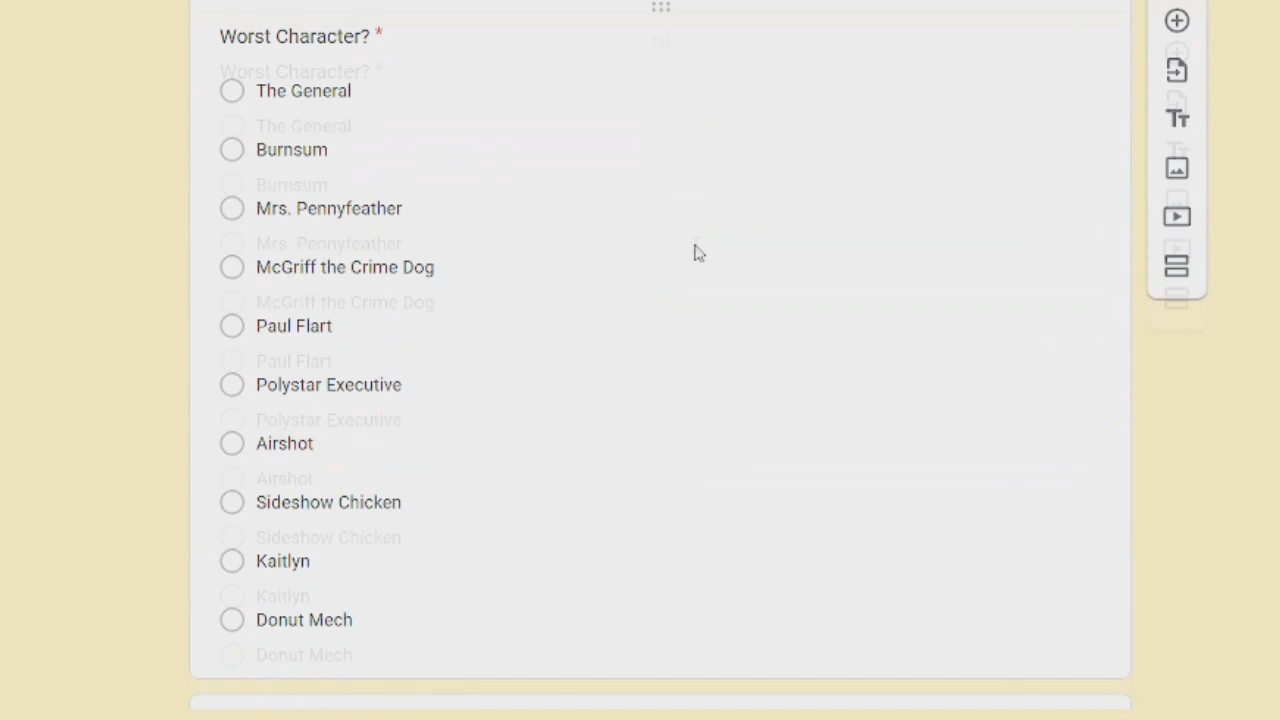 Worst Character? *
The General
Burnsum
Mrs. Pennyfeather
McGriff the Crime Dog
Paul Flart
Polystar Executive
Airshot
Sideshow Chicken
Kaitlyn
Donut Mech